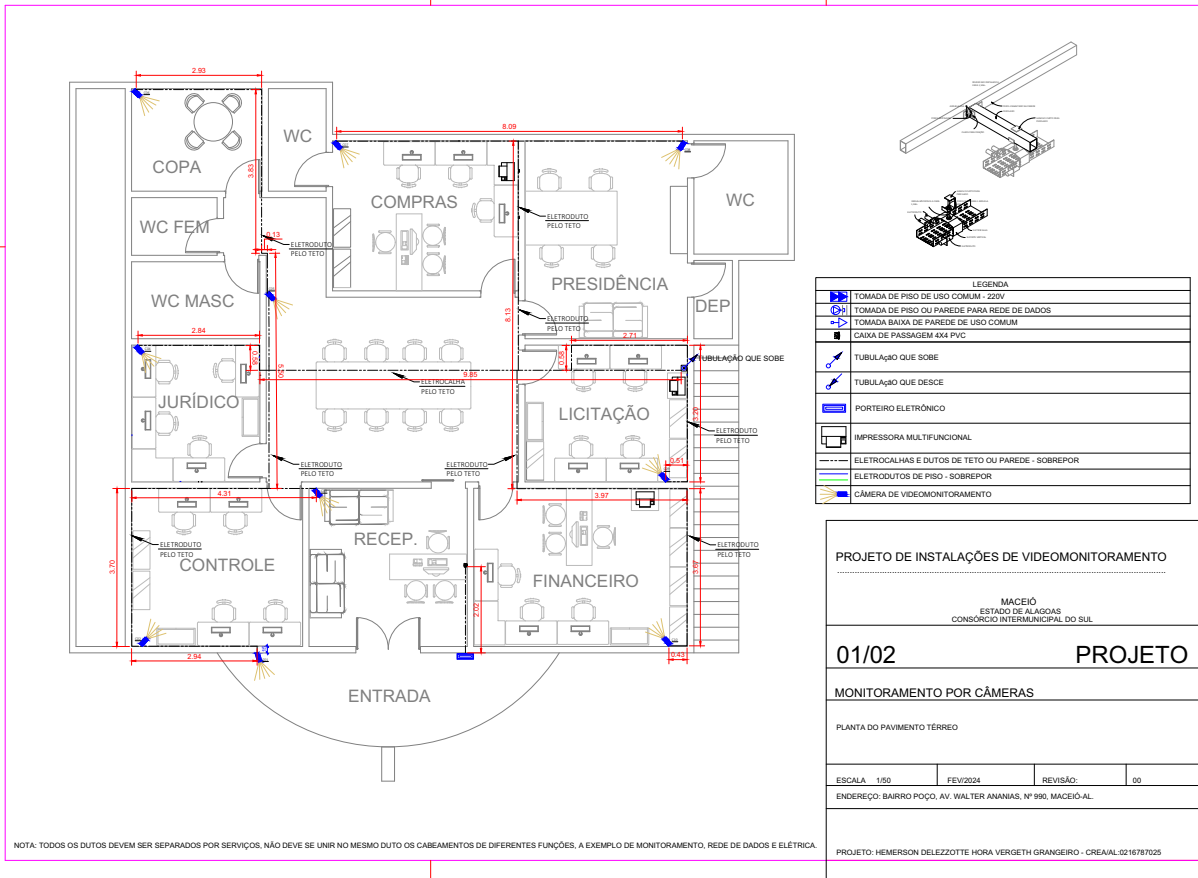 2.93
8.09
WC
COPA
3.83
COMPRAS
WC
ELETRODUTO
PELO TETO
WC FEM
0.13
ELETRODUTO
PELO TETO
PRESIDÊNCIA
WC MASC
DEP
8.13
ELETRODUTO
PELO TETO
2.84
2.71
0.58
0.58
TUBULAÇÃO QUE SOBE
5.50
9.85
ELETROCALHA
PELO TETO
JURÍDICO
LICITAÇÃO
3.20
ELETRODUTO
PELO TETO
ELETRODUTO
PELO TETO
ELETRODUTO
PELO TETO
0.51
4.31
3.97
RECEP.
ELETRODUTO
PELO TETO
CONTROLE
ELETRODUTO
PELO TETO
FINANCEIRO
3.70
3.67
2.02
2.94
0.43
ENTRADA
LEGENDA
TOMADA DE PISO DE USO COMUM - 220V
TOMADA DE PISO OU PAREDE PARA REDE DE DADOS
TOMADA BAIXA DE PAREDE DE USO COMUM
CAIXA DE PASSAGEM 4X4 PVC
TUBULAçãO QUE SOBE
TUBULAçãO QUE DESCE
PORTEIRO ELETRÔNICO
IMPRESSORA MULTIFUNCIONAL
ELETROCALHAS E DUTOS DE TETO OU PAREDE - SOBREPOR
ELETRODUTOS DE PISO - SOBREPOR
CÂMERA DE VIDEOMONITORAMENTO
PROJETO DE INSTALAÇÕES DE VIDEOMONITORAMENTO
MACEIÓ
ESTADO DE ALAGOAS
CONSÓRCIO INTERMUNICIPAL DO SUL
01/02 PROJETO
MONITORAMENTO POR CÂMERAS
PLANTA DO PAVIMENTO TÉRREO
ESCALA 1/50 FEV/2024 REVISÃO: 00
ENDEREÇO: BAIRRO POÇO, AV. WALTER ANANIAS, Nº 990, MACEIÓ-AL.
PROJETO: HEMERSON DELEZZOTTE HORA VERGETH GRANGEIRO - CREA/AL:0216787025
NOTA: TODOS OS DUTOS DEVEM SER SEPARADOS POR SERVIÇOS, NÃO DEVE SE UNIR NO MESMO DUTO OS CABEAMENTOS DE DIFERENTES FUNÇÕES, A EXEMPLO DE MONITORAMENTO, REDE DE DADOS E ELÉTRICA.